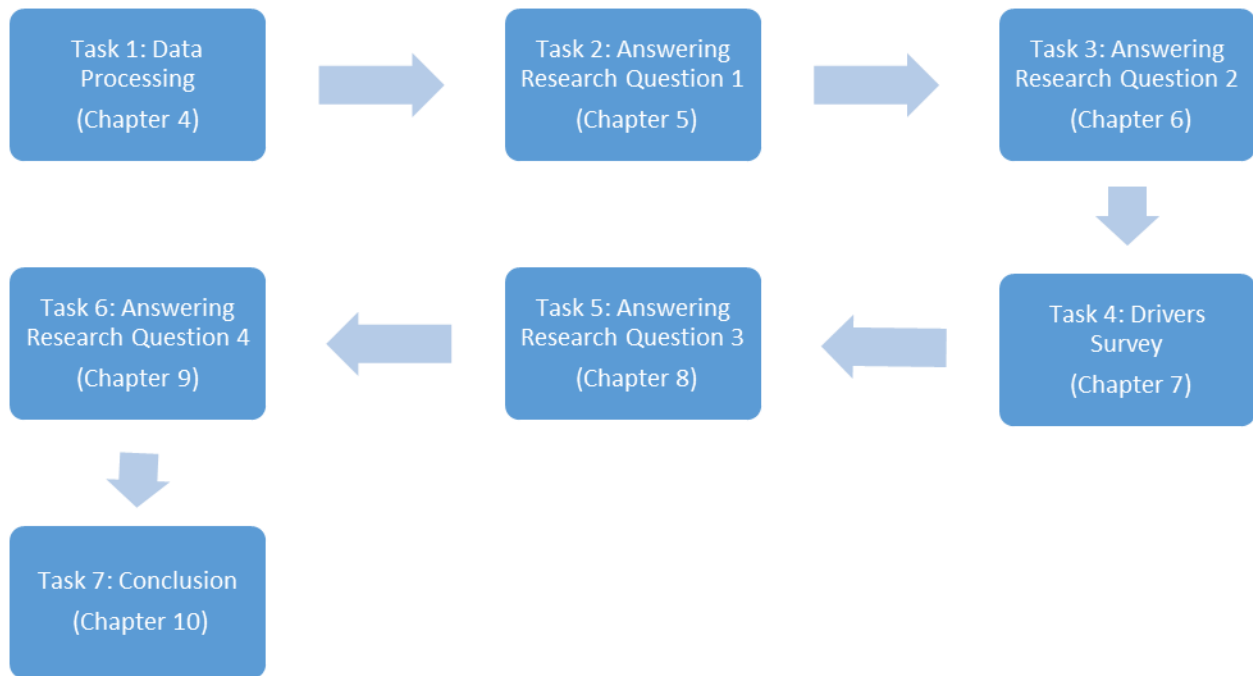 Task 1: Data
Processing
(Chapter 4)
Task 2: Answering
Research Question 1
(Chapter 5)
Task 3: Answering
Research Question 2
(Chapter 6)
Task 4: Drivers
Survey
(Chapter 7)
Task 5: Answering
Research Question 3
(Chapter 8)
Task 6: Answering
Research Question 4
(Chapter 9)
Task 7: Conclusion
(Chapter 10)